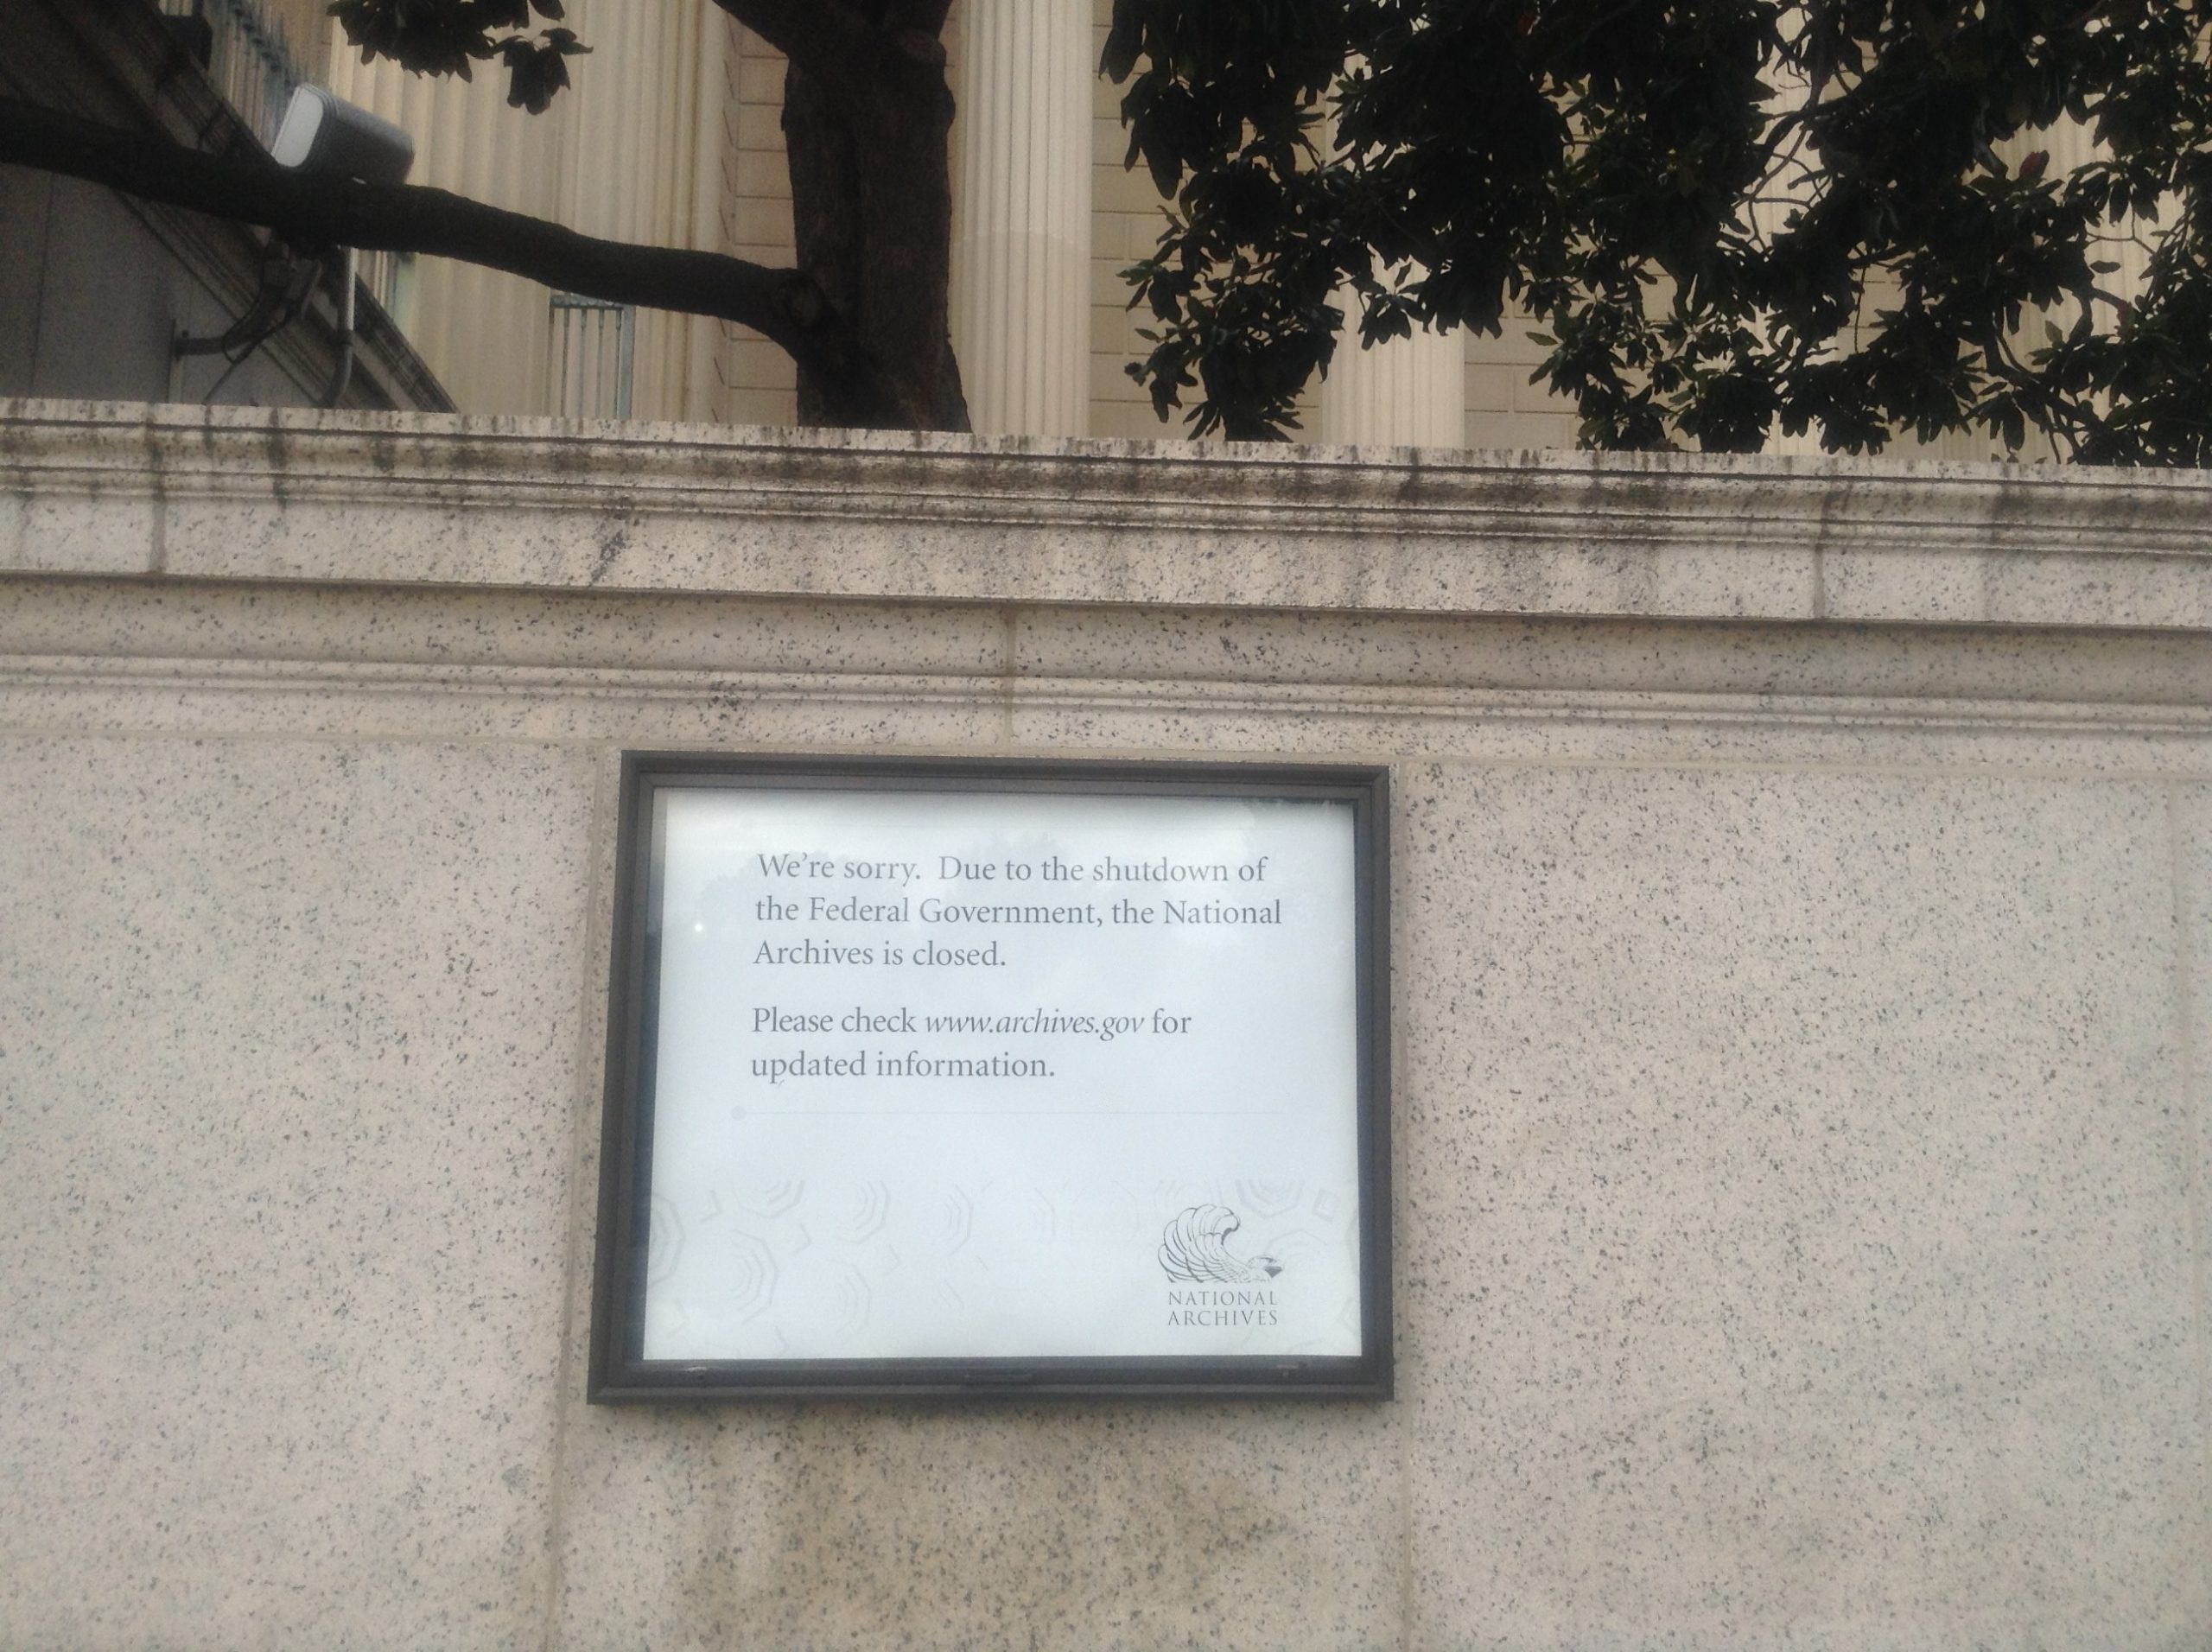 We're sorry.  Due to the shutdown of
the Federal Government, the National
Archives is closed.
Please check www.archives.gov for
updated information.
NATIONAL
ARCHIVES